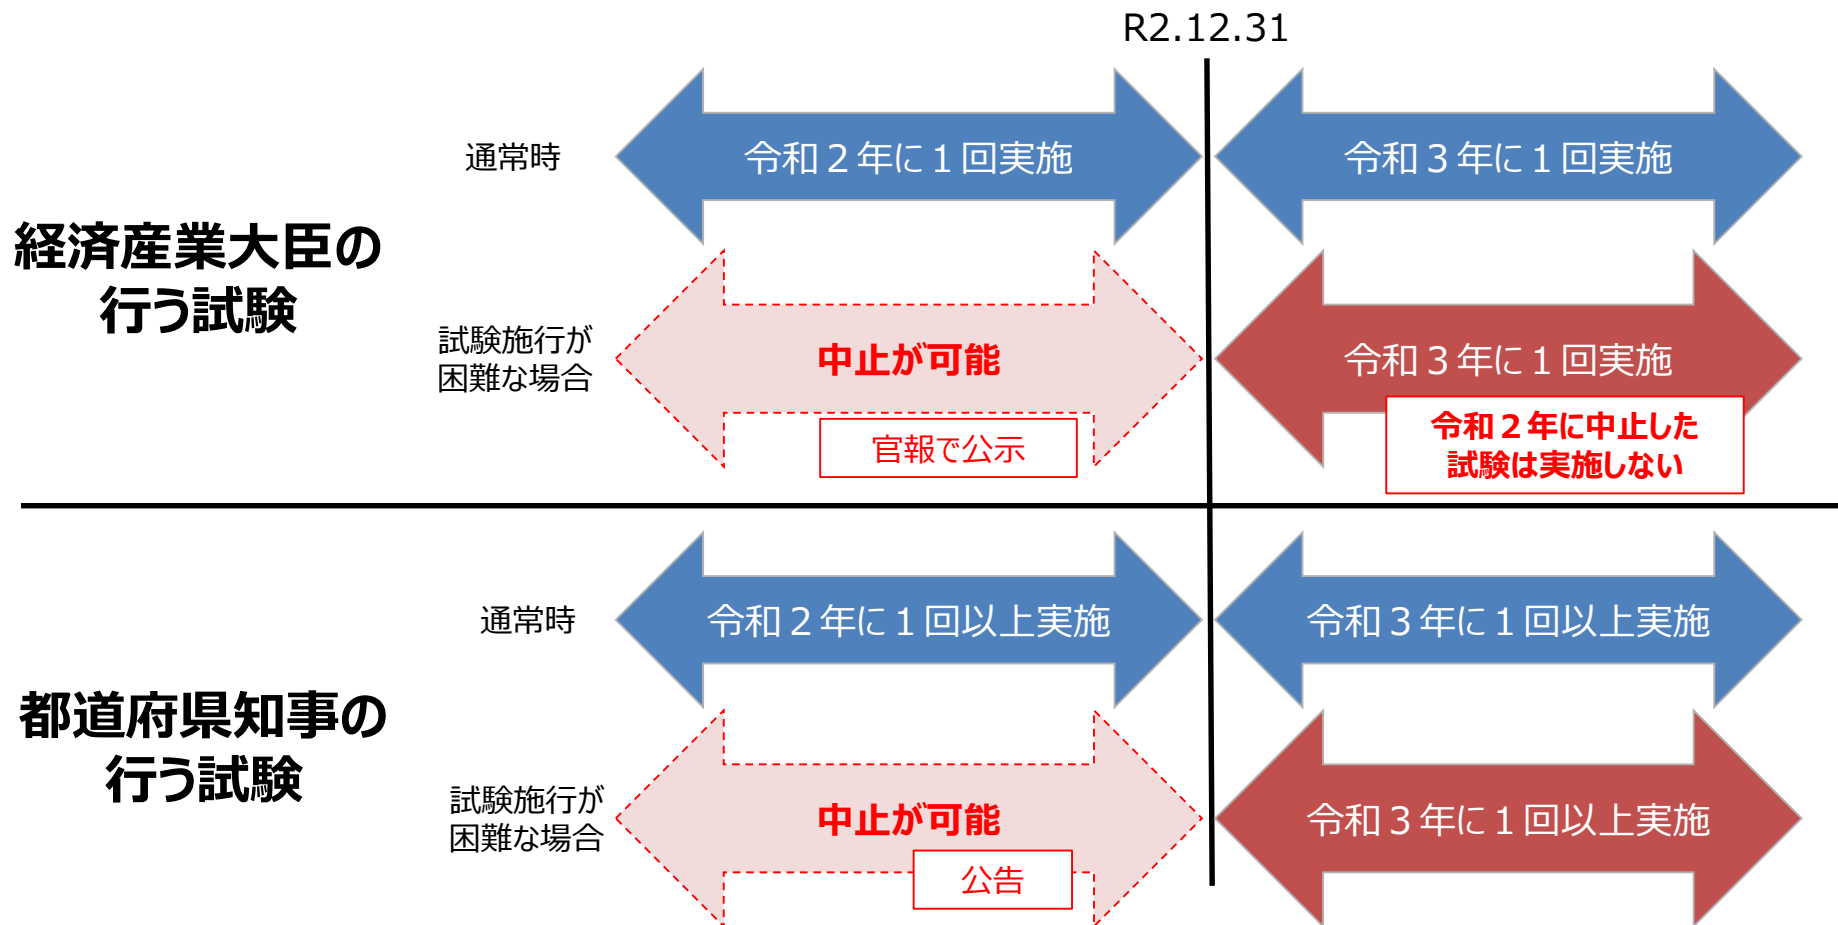 R2.12.31
経済産業大臣の
行う試験
通常時
令和２年に１回実施
令和３年に１回実施
試験施行が
困難な場合
中止が可能
官報で公示
令和３年に１回実施
令和２年に中止した
試験は実施しない
都道府県知事の
行う試験
通常時
令和２年に１回以上実施
令和３年に１回以上実施
試験施行が
困難な場合
中止が可能
公告
令和３年に１回以上実施